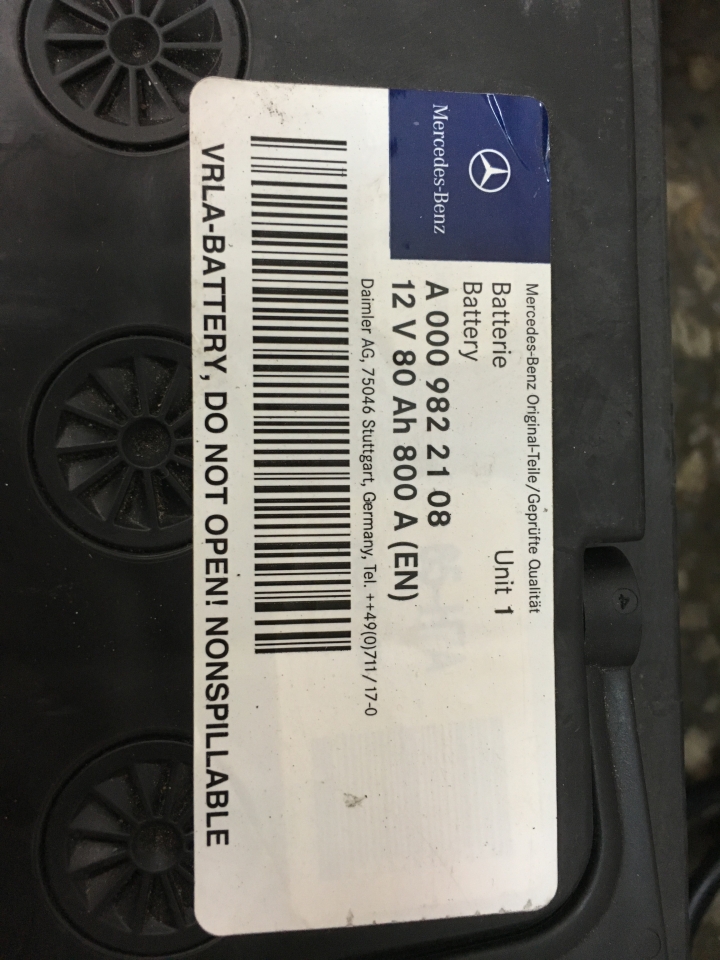 Mercedes-Benz
Mercedes-Benz Original-Teile/Geprüfte Qualität
Batterie
Unit 1
Battery
A 000 982 21 08
12 V 80 Ah 800 A (EN)
Daimler AG, 75046 Stuttgart, Germany, Tel. ++49(0)711/17-0
VRLA-BATTERY, DO NOT OPEN! NONSPILLABLE